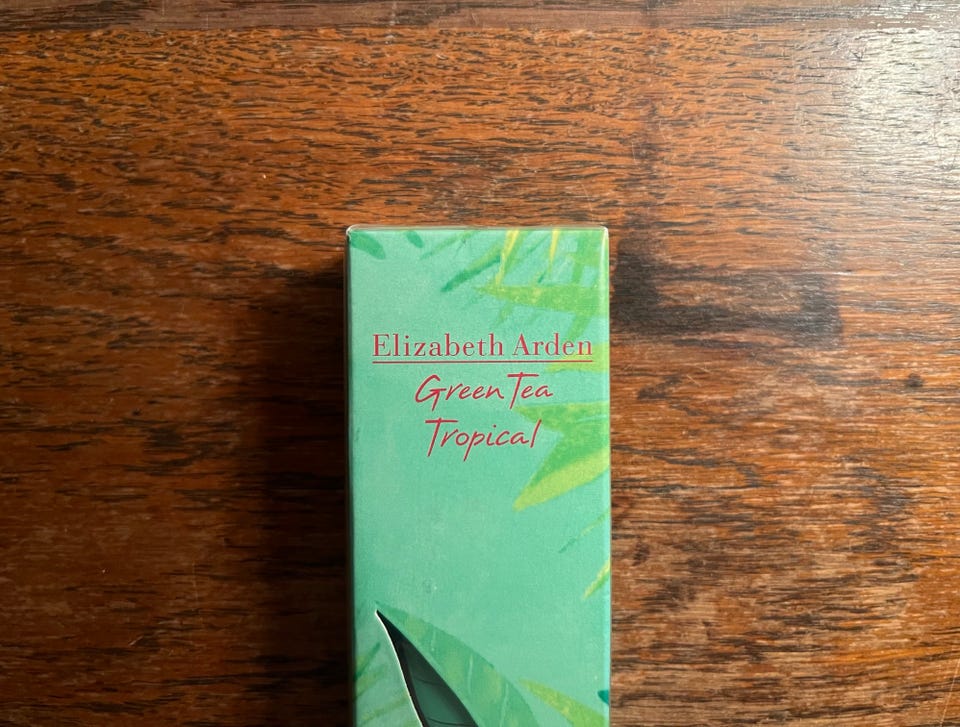 Elizabeth Arden
Green Tea
Tropical